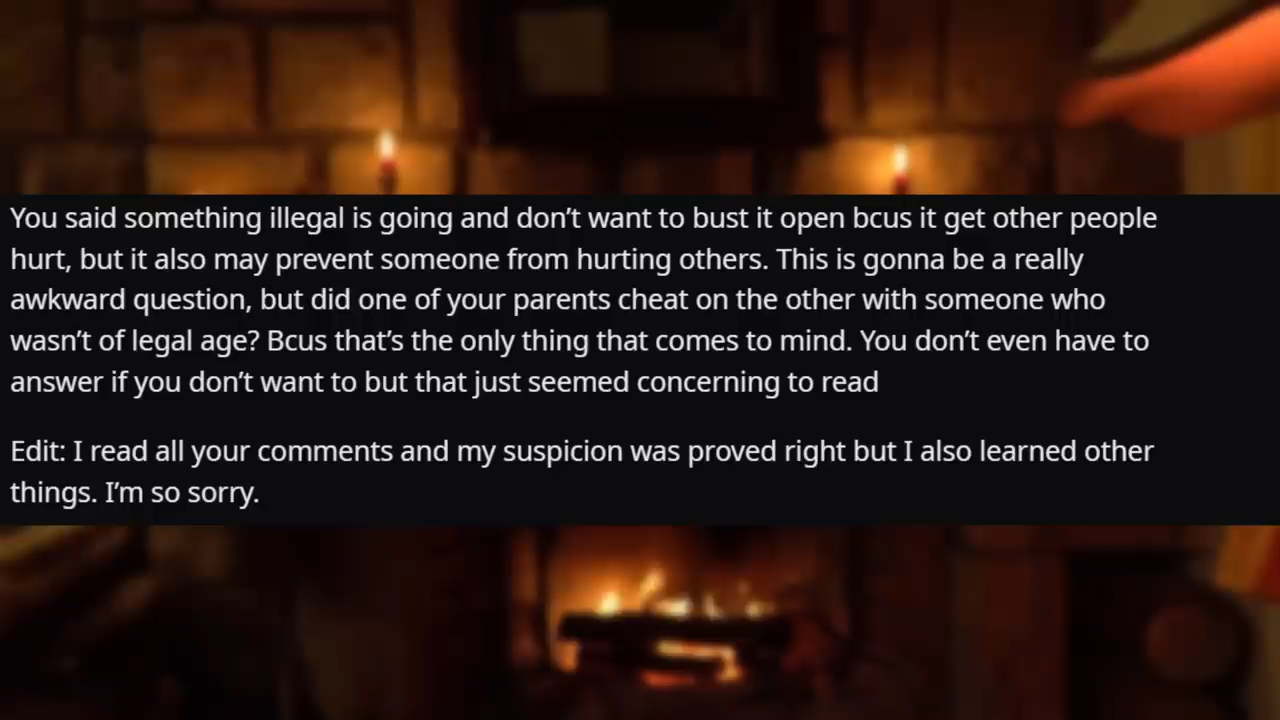 You said something illegal is going and don’t want to bust it open bcus it get other people
hurt, but it also may prevent someone from hurting others. This is gonna be a really
awkward question, but did one of your parents cheat on the other with someone who
wasn’t of legal age? Bcus that’s the only thing that comes to mind. You don’t even have to
answer if you don’t want to but that just seemed concerning to read
Edit: I read all your comments and my suspicion was proved right but I also learned other
things. I’m so sorry.